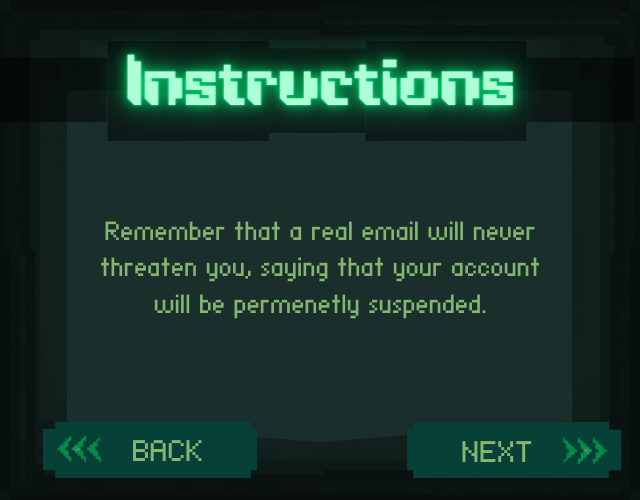 Instructions
Remember that a real email will never
threaten you, saying that your account
will be permenetly suspended.
<<< BACK
NEXT >>>